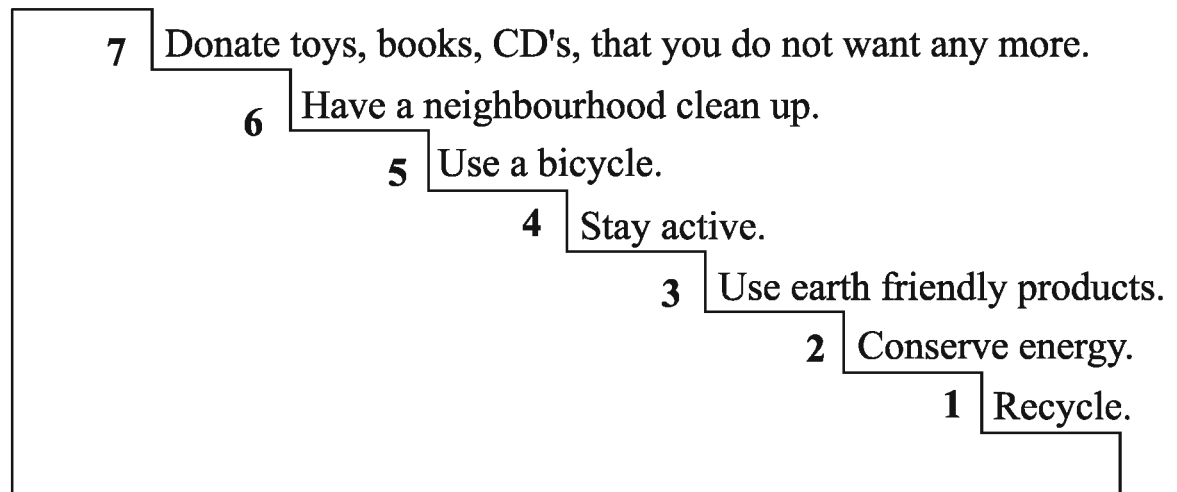 7 Donate toys, books, CD's, that you do not want any more.
6 Have a neighbourhood clean up.
5 Use a bicycle.
4 Stay active.
3 Use earth friendly products.
2 Conserve energy.
1 Recycle.